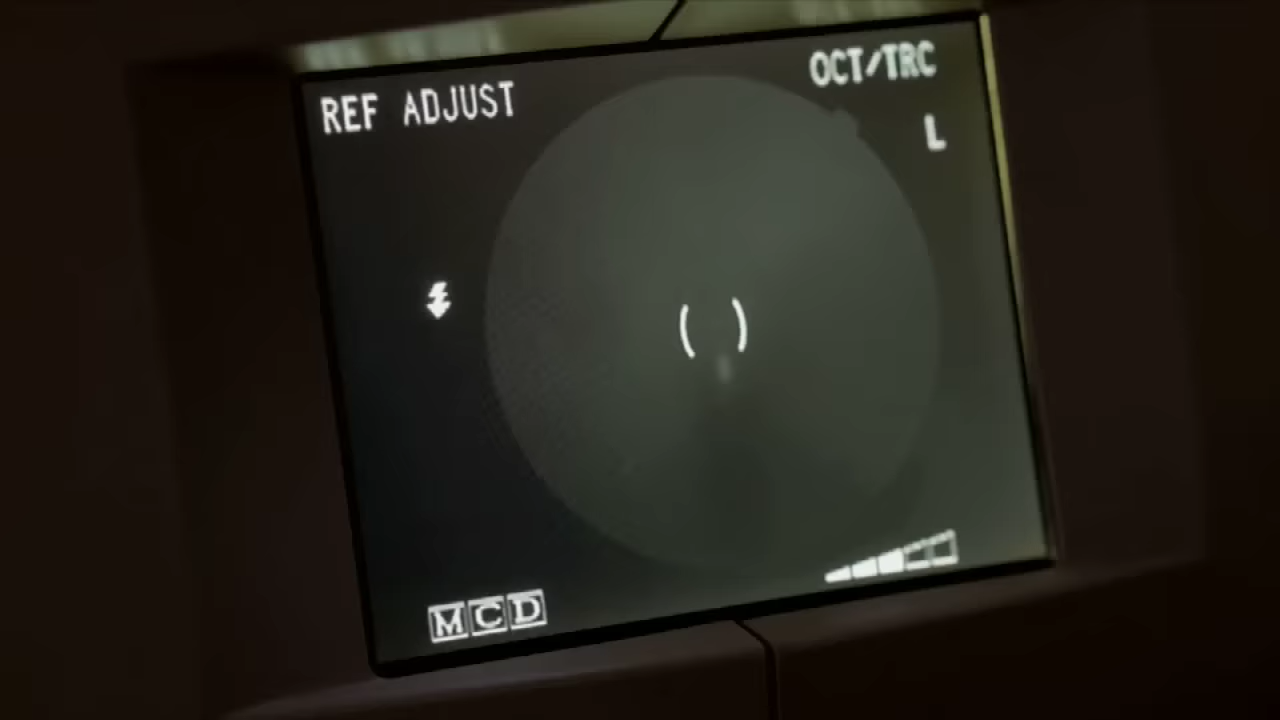 REF ADJUST
OCT/TRC
L
( )
MCD